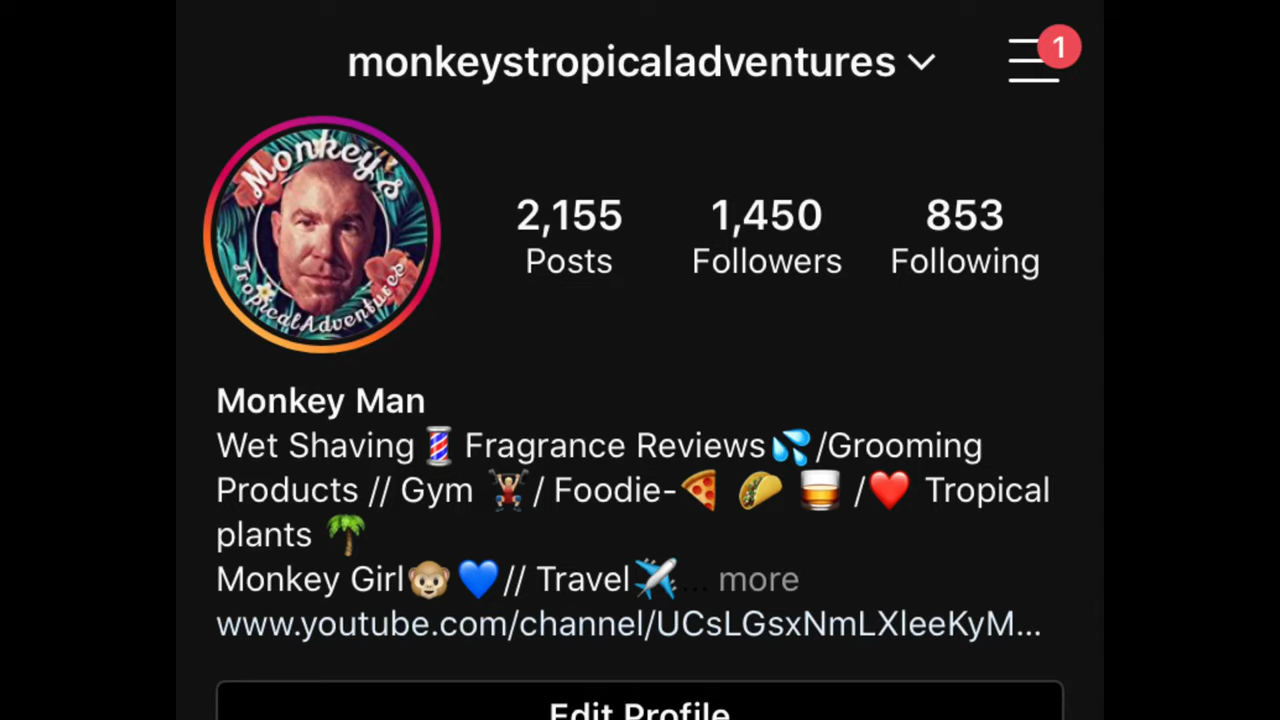 monkeystropicaladventures
1
Monkey's
TropicalAdventures
2,155 1,450 853
Posts Followers Following
Monkey Man
Wet Shaving💈Fragrance Reviews💦/Grooming
Products // Gym 🏋/ Foodie-🍕 🌮 🥃 /❤️ Tropical
plants 🌴
Monkey Girl🐵💙// Travel✈️... more
www.youtube.com/channel/UCsLGsxNmLXleeKyM...
Edit Profile